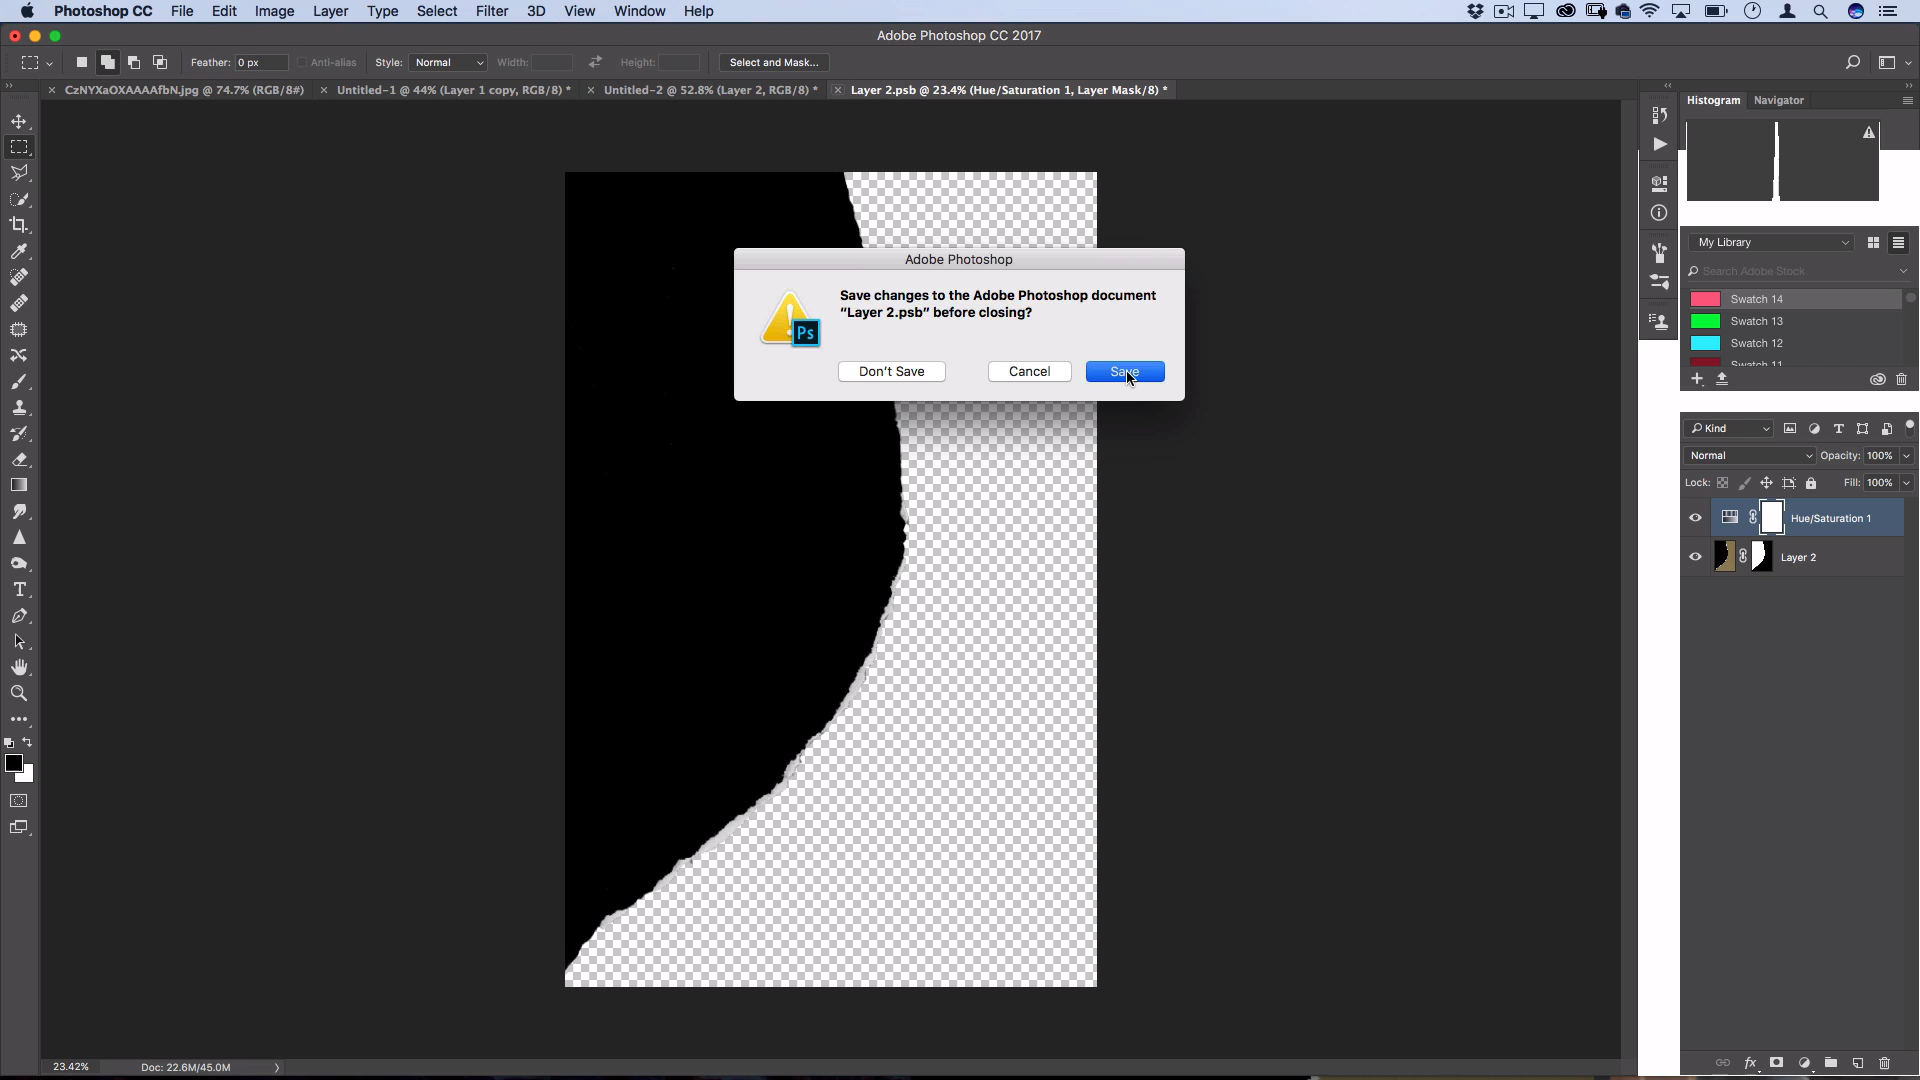 Photoshop CC File Edit Image Layer Type Select Filter 3D View Window Help
Adobe Photoshop CC 2017
Feather: 0 px Anti-alias Style: Normal Width: Height: Select and Mask...
CzNYXaOXAAAAfbN.jpg @ 74.7% (RGB/8#) Untitled-1 @ 44% (Layer 1 copy, RGB/8) * Untitled-2 @ 52.8% (Layer 2, RGB/8) * Layer 2.psb @ 23.4% (Hue/Saturation 1, Layer Mask/8) *
Histogram Navigator
Adobe Photoshop
Save changes to the Adobe Photoshop document
“Layer 2.psb” before closing?
Ps
Don’t Save Cancel Save
My Library
Search Adobe Stock
Swatch 14
Swatch 13
Swatch 12
Swatch 11
Kind
Normal Opacity: 100%
Lock: Fill: 100%
Hue/Saturation 1
Layer 2
23.42% Doc: 22.6M/45.0M